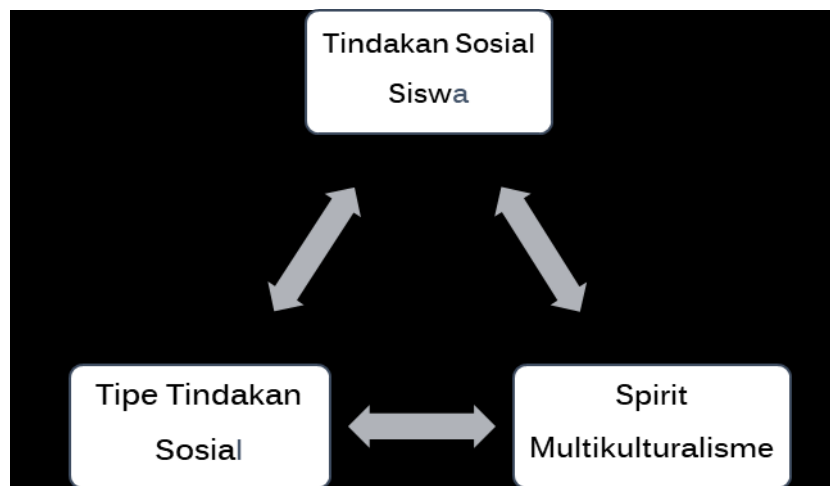 Tindakan Sosial
Siswa
Tipe Tindakan
Sosial
Spirit
Multikulturalisme